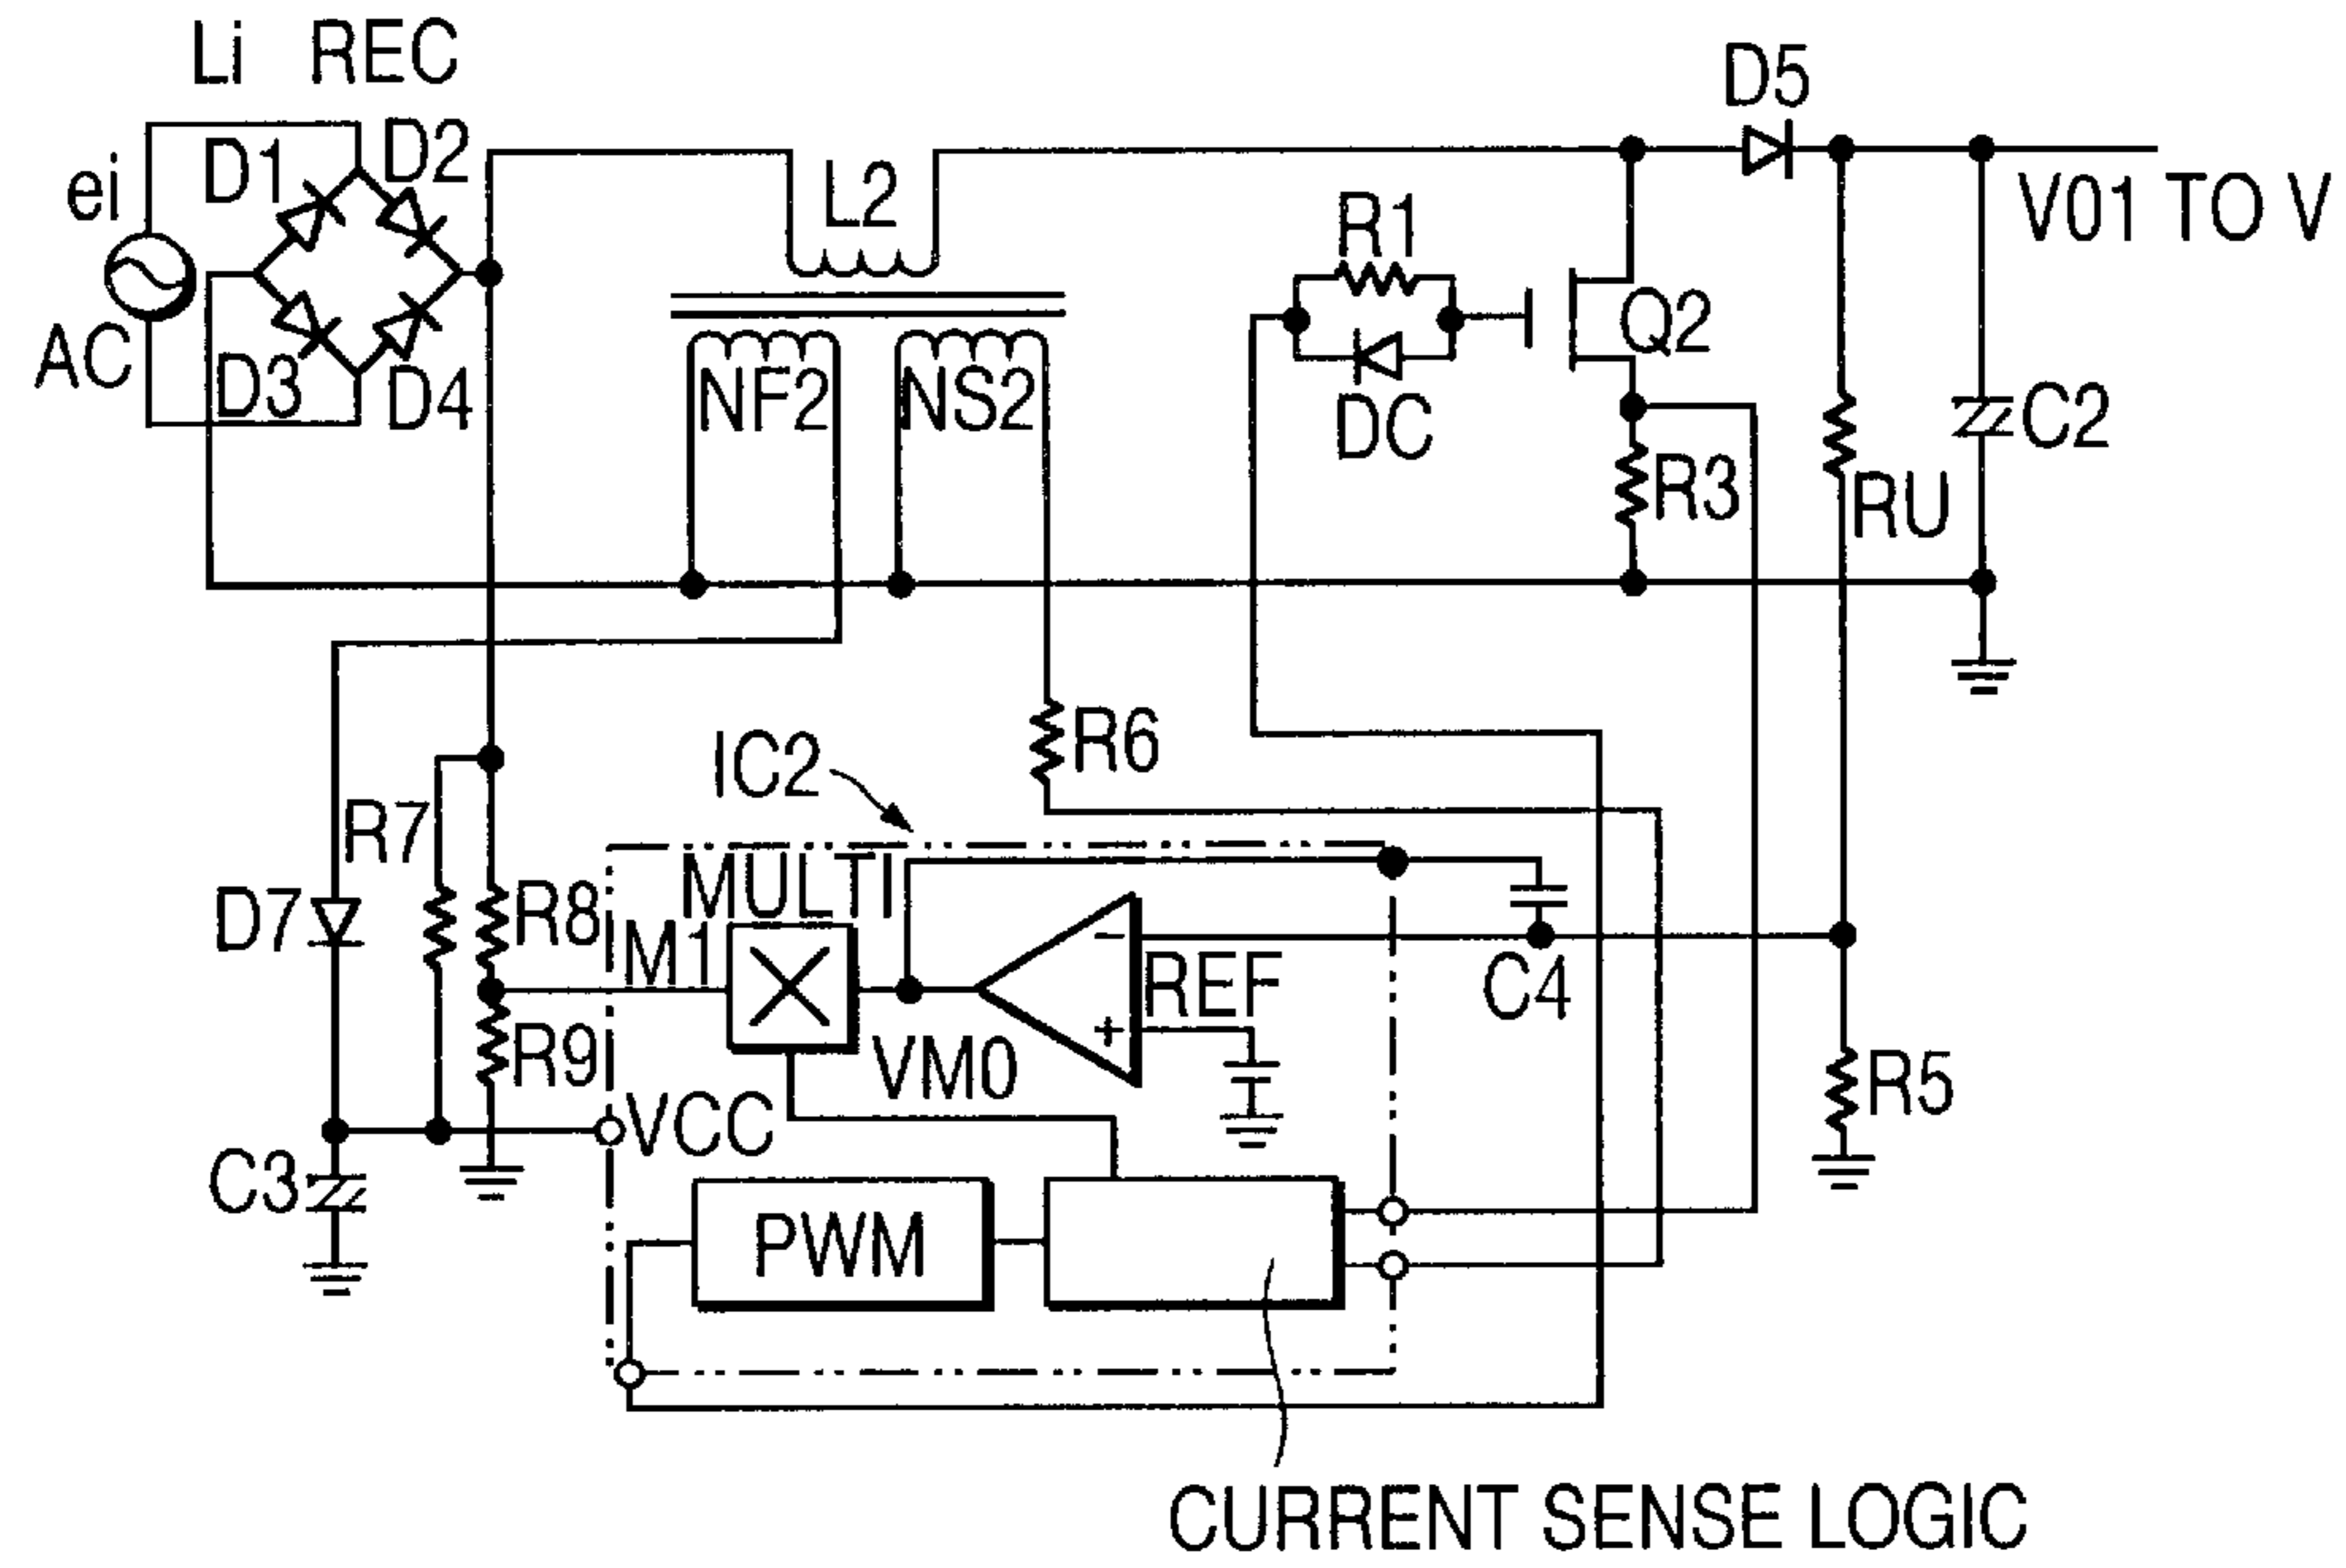 Li REC
D5
D1
D2
ei
L2
V01 TO V
R1
Q2
AC
D3
D4
NF2
NS2
DC
C2
R3
RU
IC2
R6
R7
MULTI
D7
R8
M1
REF
C4
R9
VM0
R5
VCC
C3
PWM
CURRENT SENSE LOGIC